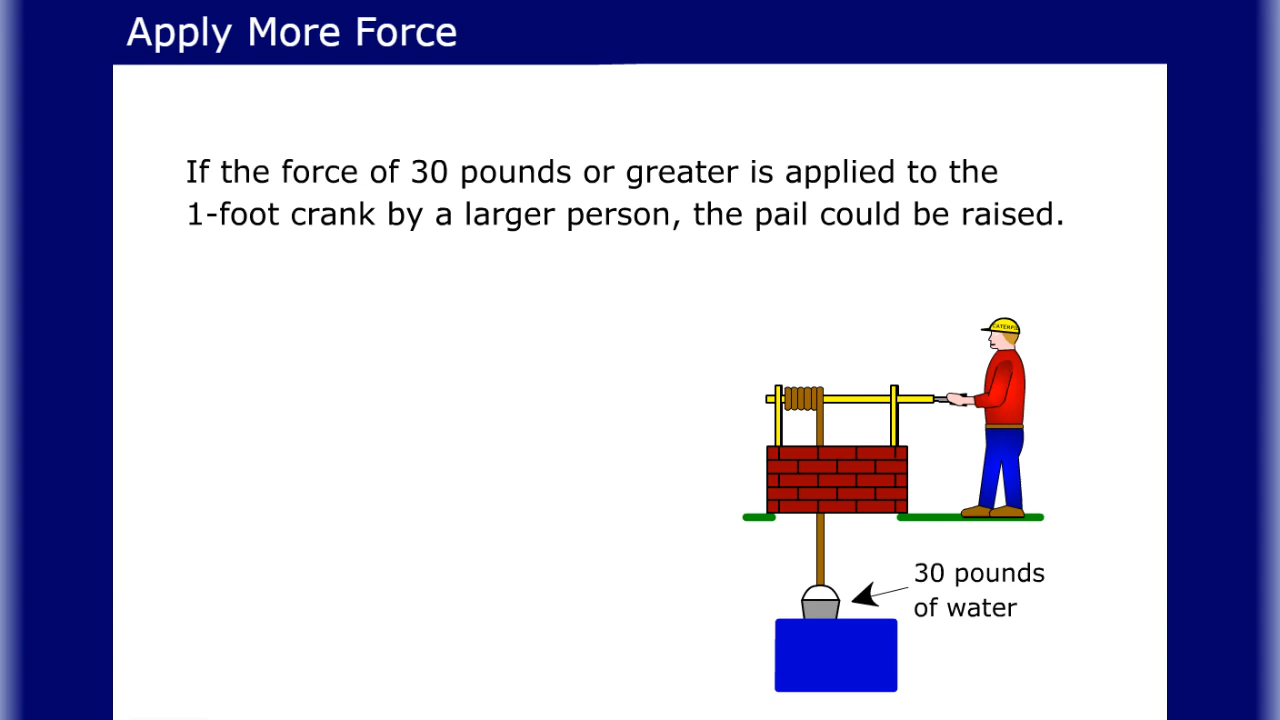 Apply More Force
If the force of 30 pounds or greater is applied to the
1-foot crank by a larger person, the pail could be raised.
30 pounds
of water